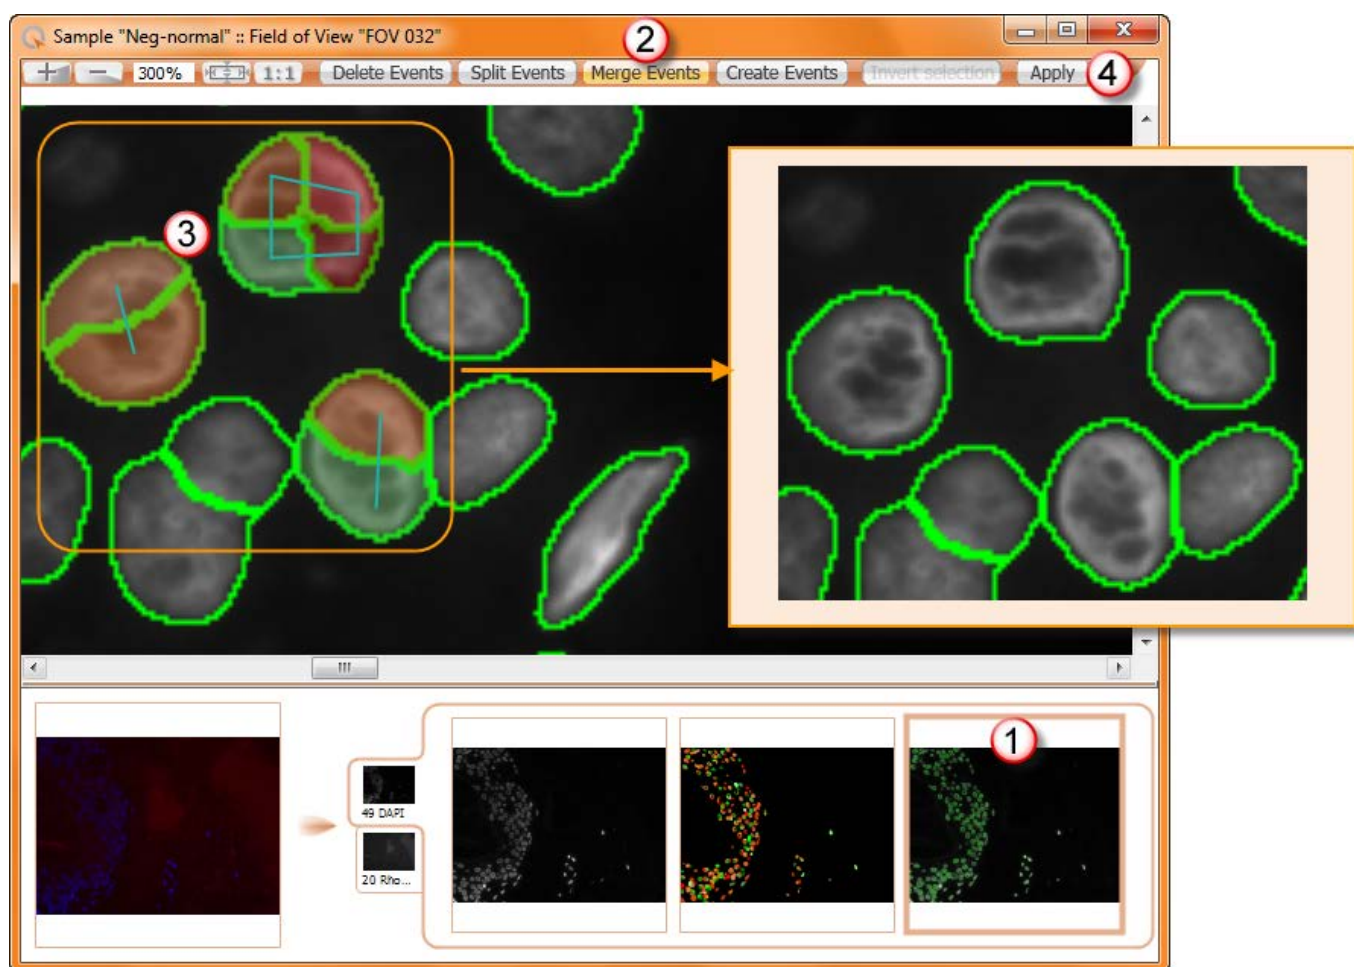 Sample "Neg-normal" :: Field of View "FOV 032"
2
300% 1:1 Delete Events Split Events Merge Events Create Events Invert selection Apply 4
3
1
49 DAPI
20 Rho...